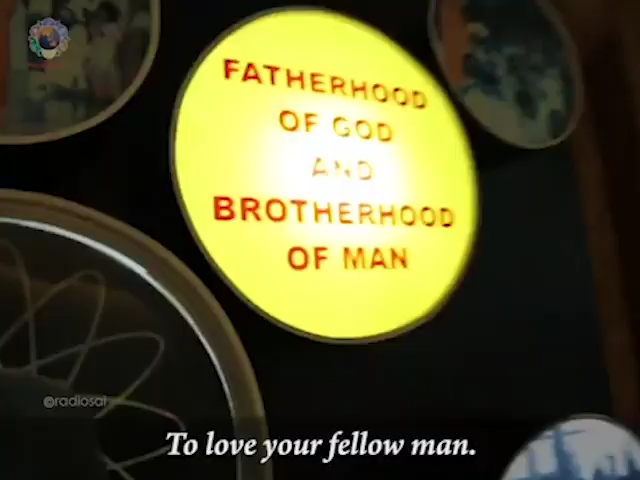 FATHERHOOD
OF GOD
AND
BROTHERHOOD
OF MAN
@radiosai
To love your fellow man.